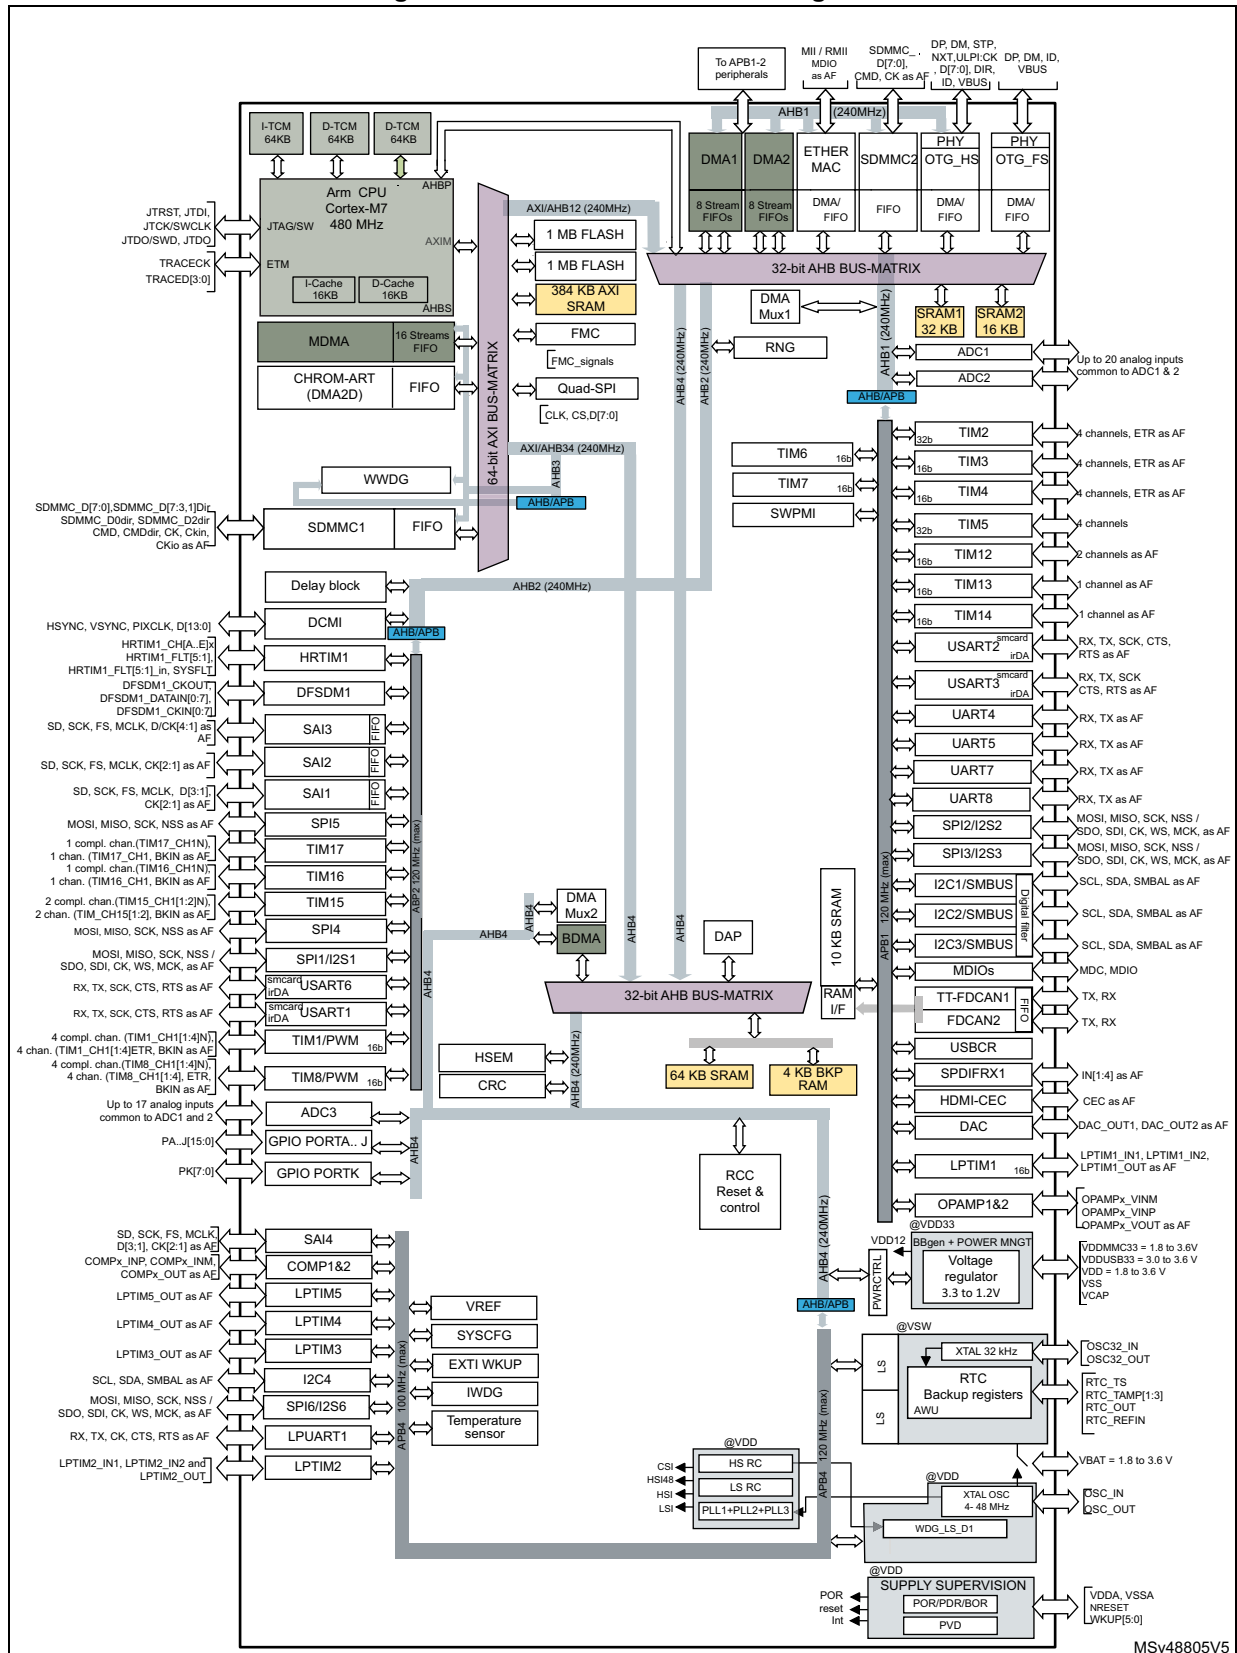 To APB1-2
peripherals
MII / RMII
MDIO
as AF
SDMMC_
D[7:0],
CMD, CK as AF
DP, DM, STP,
NXT,ULPI:CK
, D[7:0], DIR,
ID, VBUS
DP, DM, ID,
VBUS
AHB1 (240MHz)
I-TCM
64KB
D-TCM
64KB
D-TCM
64KB
DMA1
8 Stream
FIFOs
DMA2
8 Stream
FIFOs
ETHER
MAC
DMA/
FIFO
SDMMC2
FIFO
PHY
OTG_HS
DMA/
FIFO
PHY
OTG_FS
DMA/
FIFO
AHBP
Arm CPU
Cortex-M7
480 MHz
JTRST, JTDI,
JTCK/SWCLK
JTDO/SWD, JTDO
JTAG/SW
AXIM
TRACECK
TRACED[3:0]
ETM
I-Cache
16KB
D-Cache
16KB
AHBS
AXI/AHB12 (240MHz)
1 MB FLASH
1 MB FLASH
384 KB AXI
SRAM
FMC
FMC_signals
Quad-SPI
CLK, CS,D[7:0]
64-bit AXI BUS-MATRIX
32-bit AHB BUS-MATRIX
DMA
Mux1
SRAM1
32 KB
SRAM2
16 KB
RNG
AHB4 (240MHz)
AHB2 (240MHz)
AHB1 (240MHz)
ADC1
ADC2
Up to 20 analog inputs
common to ADC1 & 2
AHB/APB
MDMA
16 Streams
FIFO
CHROM-ART
(DMA2D)
FIFO
AXI/AHB34 (240MHz)
AHB3
WWDG
AHB/APB
SDMMC_D[7:0],SDMMC_D[7:3,1]Dir
SDMMC_D0dir, SDMMC_D2dir
CMD, CMDdir, CK, Ckin,
CKio as AF
SDMMC1
FIFO
TIM6
16b
TIM7
16b
SWPMI
TIM2
32b
4 channels, ETR as AF
TIM3
16b
4 channels, ETR as AF
TIM4
16b
4 channels, ETR as AF
TIM5
32b
4 channels
TIM12
16b
2 channels as AF
TIM13
16b
1 channel as AF
TIM14
16b
1 channel as AF
USART2
smcard
irDA
RX, TX, SCK, CTS,
RTS as AF
USART3
smcard
irDA
RX, TX, SCK
CTS, RTS as AF
UART4
RX, TX as AF
UART5
RX, TX as AF
UART7
RX, TX as AF
UART8
RX, TX as AF
SPI2/I2S2
MOSI, MISO, SCK, NSS /
SDO, SDI, CK, WS, MCK, as AF
SPI3/I2S3
MOSI, MISO, SCK, NSS /
SDO, SDI, CK, WS, MCK, as AF
I2C1/SMBUS
SCL, SDA, SMBAL as AF
I2C2/SMBUS
SCL, SDA, SMBAL as AF
I2C3/SMBUS
SCL, SDA, SMBAL as AF
Digital filter
MDIOs
MDC, MDIO
TT-FDCAN1
TX, RX
FDCAN2
TX, RX
FIFO
USBCR
SPDIFRX1
IN[1:4] as AF
HDMI-CEC
CEC as AF
DAC
DAC_OUT1, DAC_OUT2 as AF
LPTIM1
16b
LPTIM1_IN1, LPTIM1_IN2,
LPTIM1_OUT as AF
OPAMP1&2
OPAMPx_VINM
OPAMPx_VINP
OPAMPx_VOUT as AF
APB1 120 MHz (max)
10 KB SRAM
RAM
I/F
Delay block
AHB2 (240MHz)
HSYNC, VSYNC, PIXCLK, D[13:0]
DCMI
AHB/APB
HRTIM1_CH[A..E]x
HRTIM1_FLT[5:1],
HRTIM1_FLT[5:1]_in, SYSFLT
HRTIM1
DFSDM1_CKOUT,
DFSDM1_DATAIN[0:7],
DFSDM1_CKIN[0:7]
DFSDM1
SD, SCK, FS, MCLK, D/CK[4:1] as
AF
SAI3
FIFO
SD, SCK, FS, MCLK, CK[2:1] as AF
SAI2
FIFO
SD, SCK, FS, MCLK, D[3:1],
CK[2:1] as AF
SAI1
FIFO
MOSI, MISO, SCK, NSS as AF
SPI5
1 compl. chan.(TIM17_CH1N),
1 chan. (TIM17_CH1, BKIN as AF
TIM17
1 compl. chan.(TIM16_CH1N),
1 chan. (TIM16_CH1, BKIN as AF
TIM16
2 compl. chan.(TIM15_CH1[1:2]N),
2 chan. (TIM_CH15[1:2], BKIN as AF
TIM15
MOSI, MISO, SCK, NSS as AF
SPI4
MOSI, MISO, SCK, NSS /
SDO, SDI, CK, WS, MCK, as AF
SPI1/I2S1
RX, TX, SCK, CTS, RTS as AF
smcard
irDA
USART6
RX, TX, SCK, CTS, RTS as AF
smcard
irDA
USART1
4 compl. chan. (TIM1_CH1[1:4]N),
4 chan. (TIM1_CH1[1:4]ETR, BKIN as AF
TIM1/PWM
16b
4 compl. chan.(TIM8_CH1[1:4]N),
4 chan. (TIM8_CH1[1:4], ETR,
BKIN as AF
TIM8/PWM
16b
ABP2 120 MHz (max)
Up to 17 analog inputs
common to ADC1 and 2
ADC3
PA..J[15:0]
GPIO PORTA.. J
PK[7:0]
GPIO PORTK
AHB4
AHB4
AHB4
AHB4
DMA
Mux2
BDMA
AHB4
DAP
32-bit AHB BUS-MATRIX
HSEM
CRC
AHB4 (240MHz)
64 KB SRAM
4 KB BKP
RAM
RCC
Reset &
control
AHB4 (240MHz)
AHB/APB
VDD12
PWRCTRL
@VDD33
BBgen + POWER MNGT
Voltage
regulator
3.3 to 1.2V
VDDMMC33 = 1.8 to 3.6V
VDDUSB33 = 3.0 to 3.6 V
VDD = 1.8 to 3.6 V
VSS
VCAP
SD, SCK, FS, MCLK,
D[3;1], CK[2:1] as AF
SAI4
COMPx_INP, COMPx_INM,
COMPx_OUT as AF
COMP1&2
LPTIM5_OUT as AF
LPTIM5
LPTIM4_OUT as AF
LPTIM4
LPTIM3_OUT as AF
LPTIM3
SCL, SDA, SMBAL as AF
I2C4
MOSI, MISO, SCK, NSS /
SDO, SDI, CK, WS, MCK, as AF
SPI6/I2S6
RX, TX, CK, CTS, RTS as AF
LPUART1
LPTIM2_IN1, LPTIM2_IN2 and
LPTIM2_OUT
LPTIM2
APB4 100 MHz (max)
VREF
SYSCFG
EXTI WKUP
IWDG
Temperature
sensor
APB4 120 MHz (max)
@VSW
LS
LS
XTAL 32 kHz
RTC
Backup registers
AWU
OSC32_IN
OSC32_OUT
RTC_TS
RTC_TAMP[1:3]
RTC_OUT
RTC_REFIN
VBAT = 1.8 to 3.6 V
@VDD
CSI
HSI48
HSI
LSI
HS RC
LS RC
PLL1+PLL2+PLL3
@VDD
XTAL OSC
4- 48 MHz
WDG_LS_D1
OSC_IN
OSC_OUT
@VDD
SUPPLY SUPERVISION
POR
reset
Int
POR/PDR/BOR
PVD
VDDA, VSSA
NRESET
WKUP[5:0]
MSv48805V5